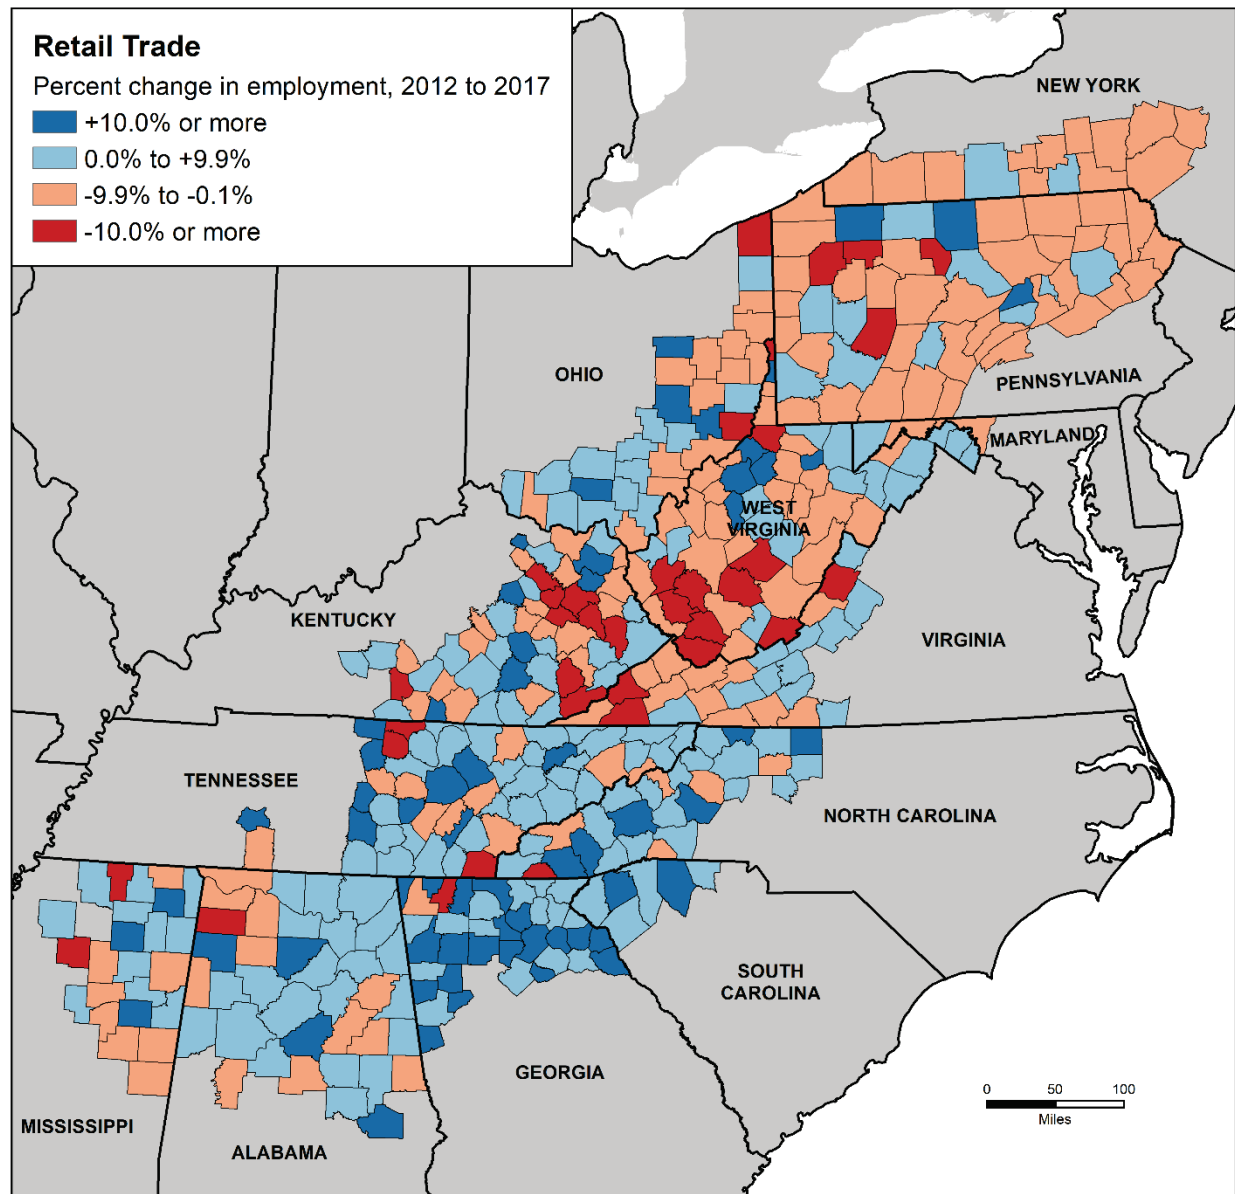 Retail Trade
Percent change in employment, 2012 to 2017
+10.0% or more
0.0% to +9.9%
-9.9% to -0.1%
-10.0% or more
NEW YORK
OHIO
PENNSYLVANIA
MARYLAND
WEST
VIRGINIA
KENTUCKY
VIRGINIA
TENNESSEE
NORTH CAROLINA
SOUTH
CAROLINA
GEORGIA
MISSISSIPPI
ALABAMA
0 50 100
Miles